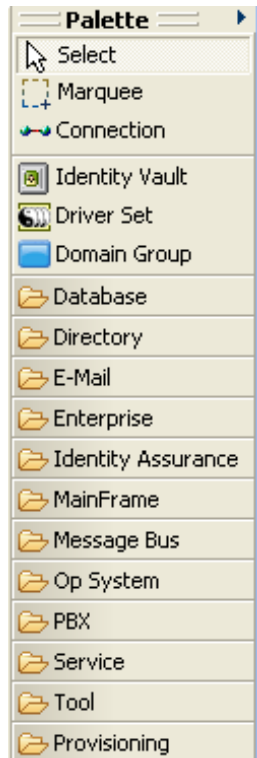 Palette
Select
Marquee
Connection
Identity Vault
Driver Set
Domain Group
Database
Directory
E-Mail
Enterprise
Identity Assurance
MainFrame
Message Bus
Op System
PBX
Service
Tool
Provisioning